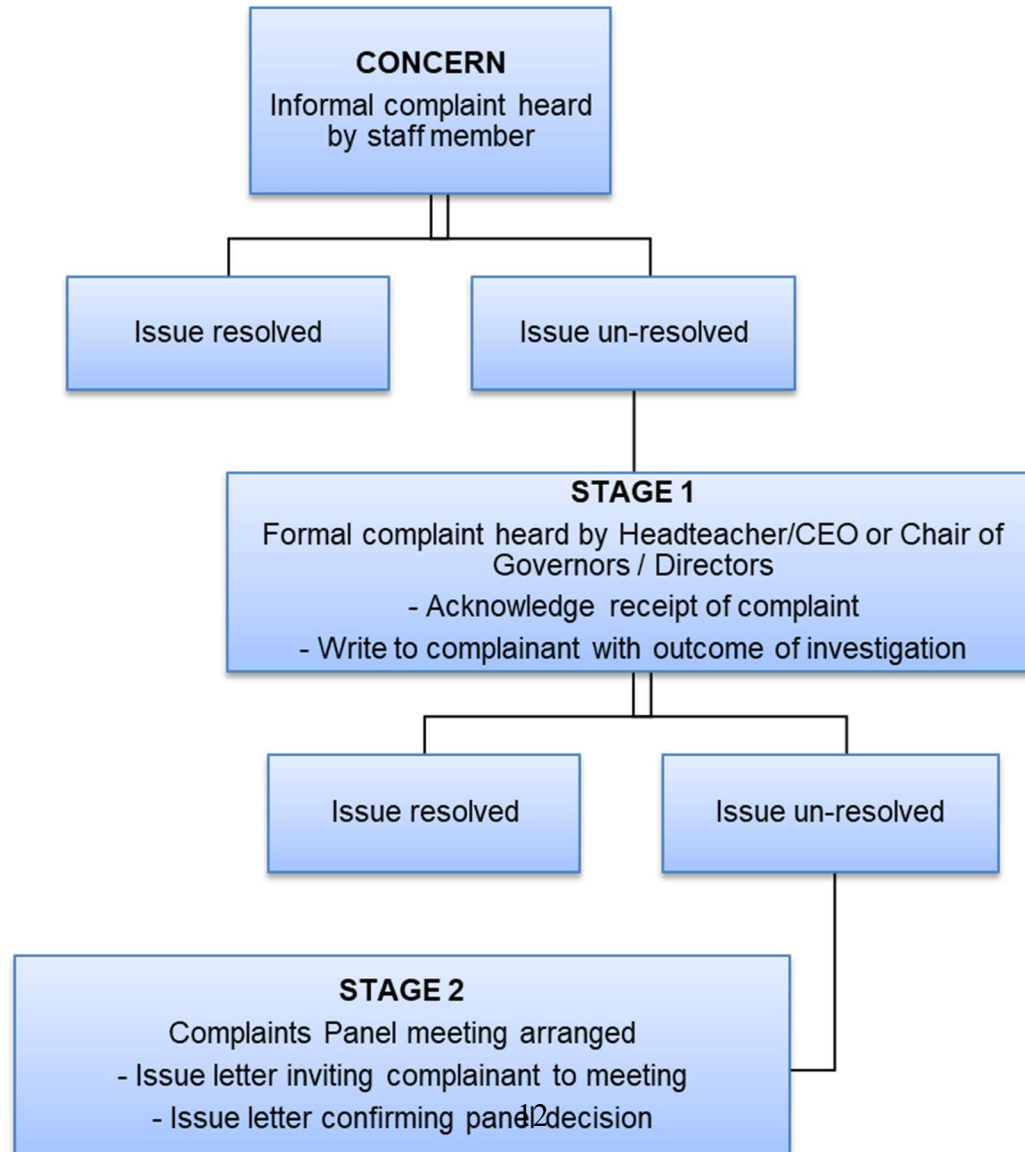 CONCERN
Informal complaint heard
by staff member
Issue resolved
Issue un-resolved
STAGE 1
Formal complaint heard by Headteacher/CEO or Chair of
Governors / Directors
- Acknowledge receipt of complaint
- Write to complainant with outcome of investigation
Issue resolved
Issue un-resolved
STAGE 2
Complaints Panel meeting arranged
- Issue letter inviting complainant to meeting
- Issue letter confirming panel decision
12